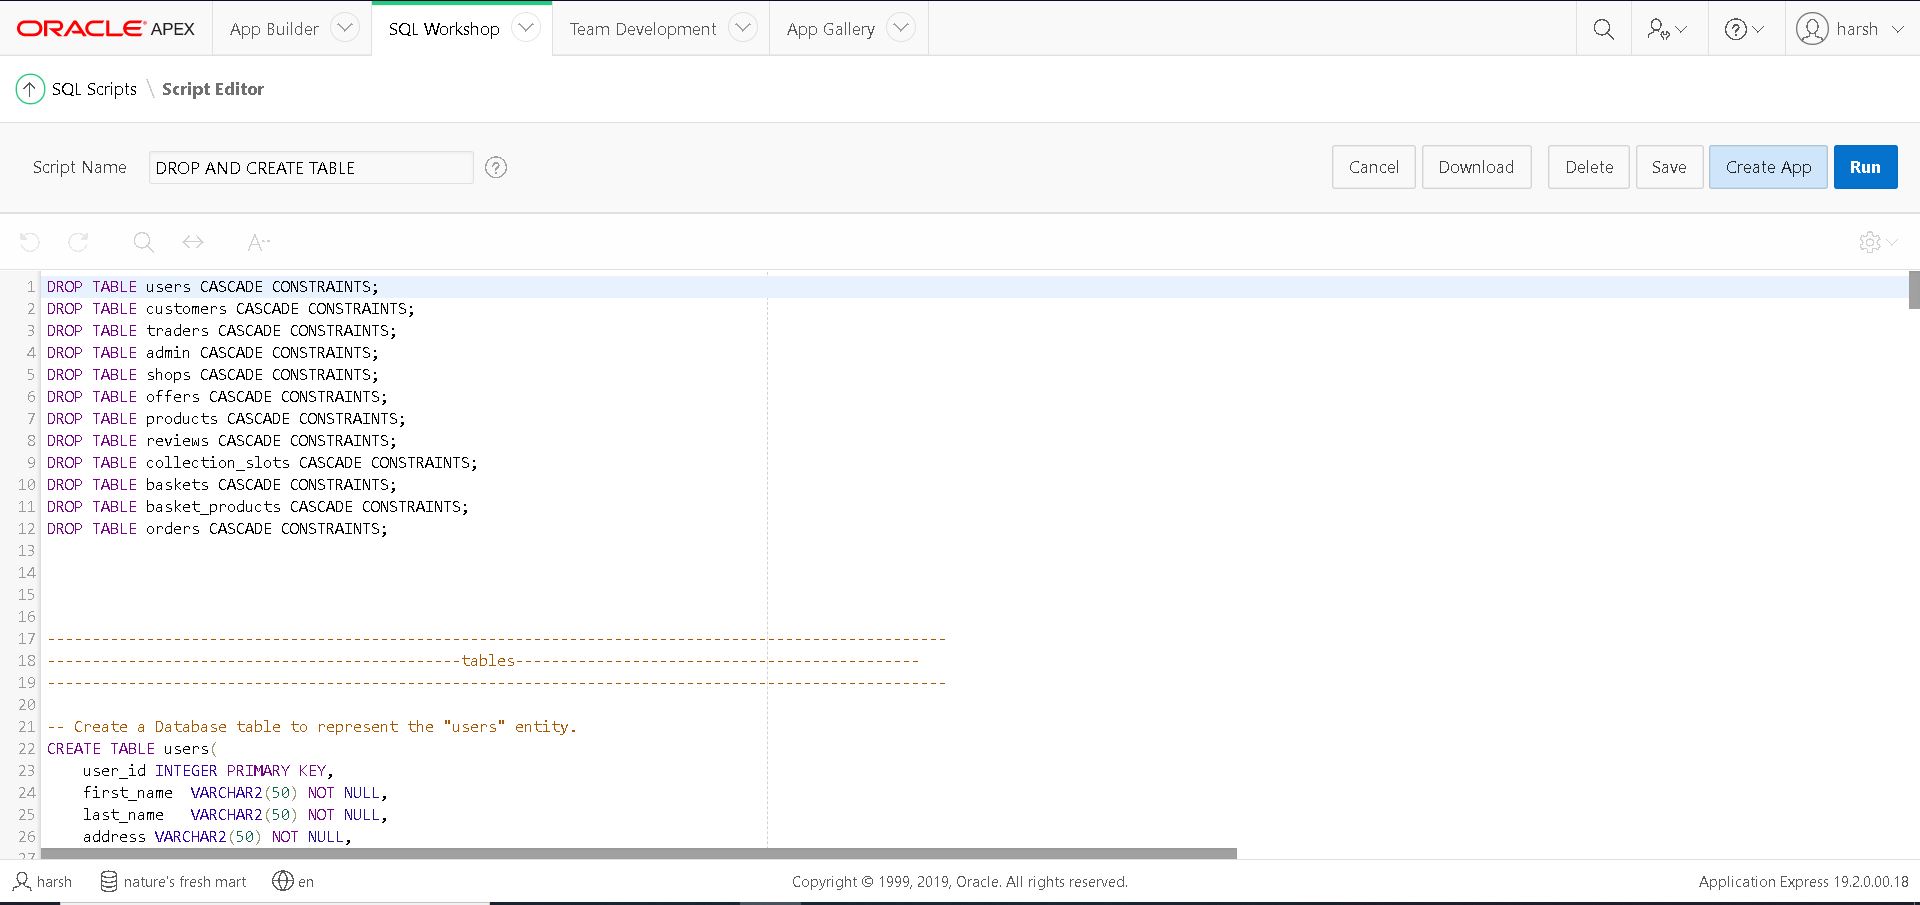 ORACLE APEX App Builder SQL Workshop Team Development App Gallery harsh
SQL Scripts \ Script Editor
Script Name DROP AND CREATE TABLE ? Cancel Download Delete Save Create App Run
1 DROP TABLE users CASCADE CONSTRAINTS;
2 DROP TABLE customers CASCADE CONSTRAINTS;
3 DROP TABLE traders CASCADE CONSTRAINTS;
4 DROP TABLE admin CASCADE CONSTRAINTS;
5 DROP TABLE shops CASCADE CONSTRAINTS;
6 DROP TABLE offers CASCADE CONSTRAINTS;
7 DROP TABLE products CASCADE CONSTRAINTS;
8 DROP TABLE reviews CASCADE CONSTRAINTS;
9 DROP TABLE collection_slots CASCADE CONSTRAINTS;
10 DROP TABLE baskets CASCADE CONSTRAINTS;
11 DROP TABLE basket_products CASCADE CONSTRAINTS;
12 DROP TABLE orders CASCADE CONSTRAINTS;
13
14
15
16
17 ----------------------------------------------------------------------------------------------------
18 ----------------------------------------------tables---------------------------------------------
19 ----------------------------------------------------------------------------------------------------
20
21 -- Create a Database table to represent the "users" entity.
22 CREATE TABLE users(
23 user_id INTEGER PRIMARY KEY,
24 first_name  VARCHAR2(50) NOT NULL,
25 last_name   VARCHAR2(50) NOT NULL,
26 address VARCHAR2(50) NOT NULL,
27
harsh nature's fresh mart en Copyright © 1999, 2019, Oracle. All rights reserved. Application Express 19.2.0.00.18